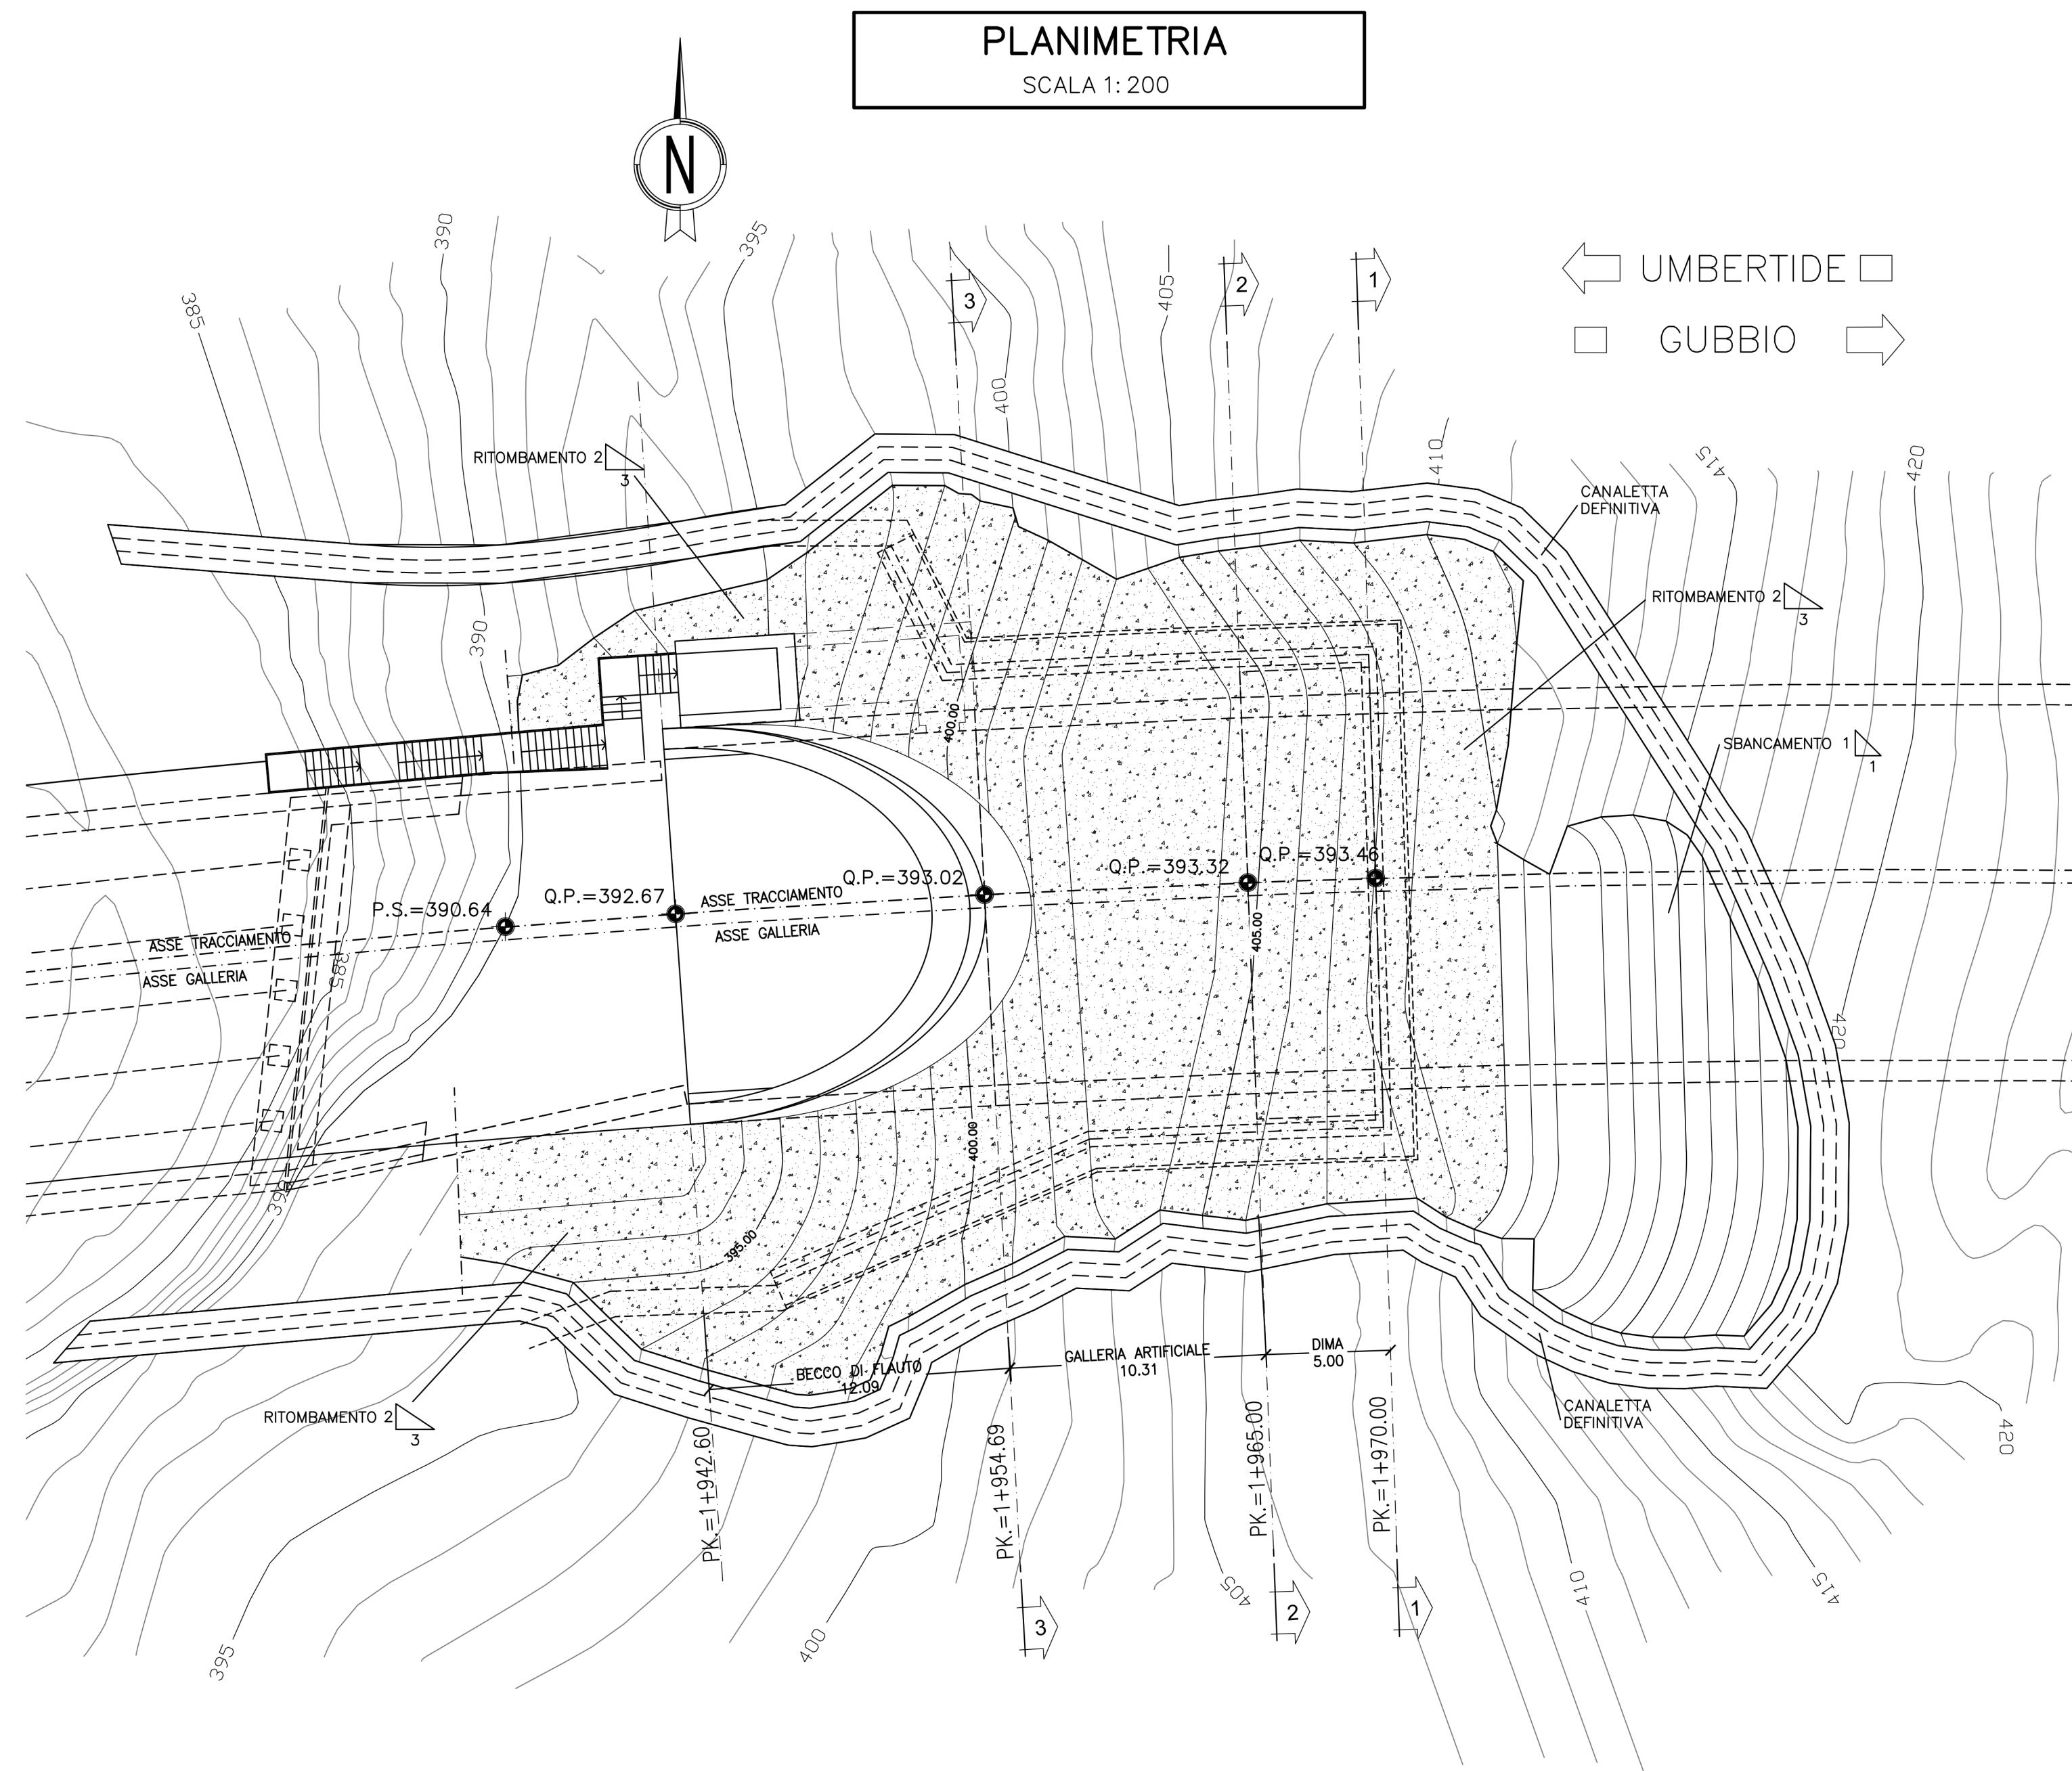 PLANIMETRIA
SCALA 1:200
N
UMBERTIDE
GUBBIO
390
395
385
405
3
2
1
400
410
415
420
RITOMBAMENTO 2
3
CANALETTA
DEFINITIVA
RITOMBAMENTO 2
3
SBANCAMENTO 1
1
390
400.00
Q.P.=393.46
Q.P.=393.32
Q.P.=393.02
Q.P.=392.67
P.S.=390.64
ASSE TRACCIAMENTO
ASSE GALLERIA
ASSE TRACCIAMENTO
ASSE GALLERIA
405.00
385
420
400.00
390
395.00
BECCO DI FLAUTO
12.09
GALLERIA ARTIFICIALE
10.31
DIMA
5.00
RITOMBAMENTO 2
3
CANALETTA
DEFINITIVA
420
PK.=1+942.60
PK.=1+954.69
PK.=1+965.00
PK.=1+970.00
395
400
405
410
415
3
2
1